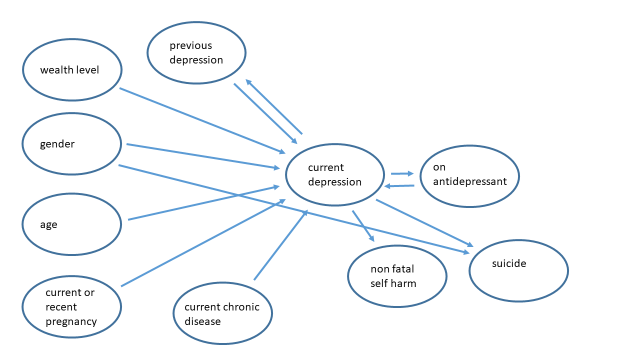 previous
depression
wealth level
gender
current
depression
on
antidepressant
age
suicide
non fatal
self harm
current or
recent
pregnancy
current chronic
disease